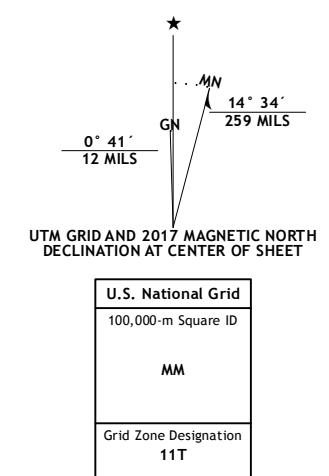 ★
MN
GN
14° 34´
259 MILS
0° 41´
12 MILS
UTM GRID AND 2017 MAGNETIC NORTH
DECLINATION AT CENTER OF SHEET
U.S. National Grid
100,000-m Square ID
MM
Grid Zone Designation
11T